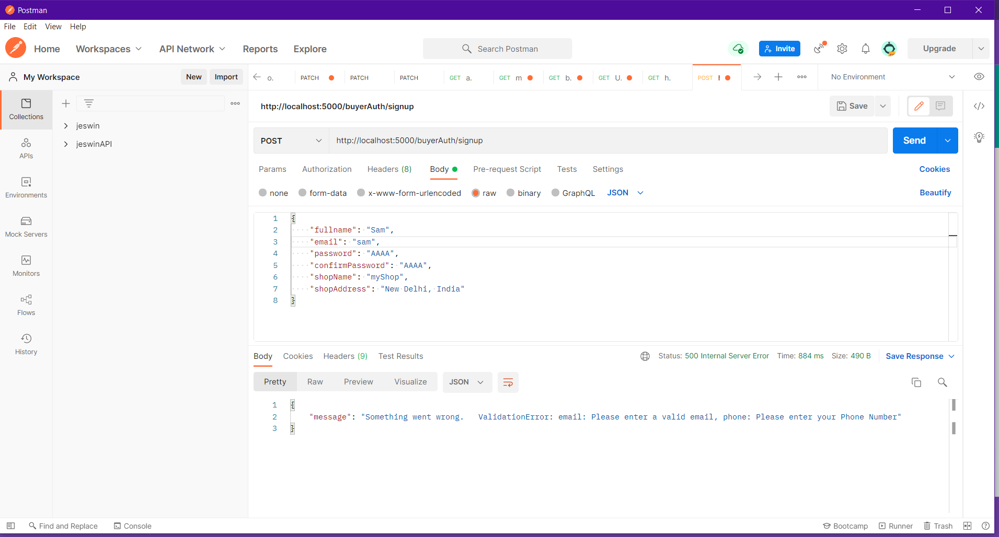 Postman
File Edit View Help
Home Workspaces API Network Reports Explore Search Postman Invite Upgrade
My Workspace New Import
o. PATCH PATCH PATCH GET a. GET m GET b. GET U. GET h. POST No Environment
Collections
APIs
Environments
Mock Servers
Monitors
Flows
History
jeswin
jeswinAPI
http://localhost:5000/buyerAuth/signup Save
POST http://localhost:5000/buyerAuth/signup Send
Params Authorization Headers (8) Body Pre-request Script Tests Settings Cookies
none form-data x-www-form-urlencoded raw binary GraphQL JSON Beautify
1 {
2 "fullname": "Sam",
3 "email": "sam",
4 "password": "AAAA",
5 "confirmPassword": "AAAA",
6 "shopName": "myShop",
7 "shopAddress": "New Delhi, India"
8 }
Body Cookies Headers (9) Test Results Status: 500 Internal Server Error Time: 884 ms Size: 490 B Save Response
Pretty Raw Preview Visualize JSON
1 {
2 "message": "Something went wrong.   ValidationError: email: Please enter a valid email, phone: Please enter your Phone Number"
3 }
Find and Replace Console Bootcamp Runner Trash